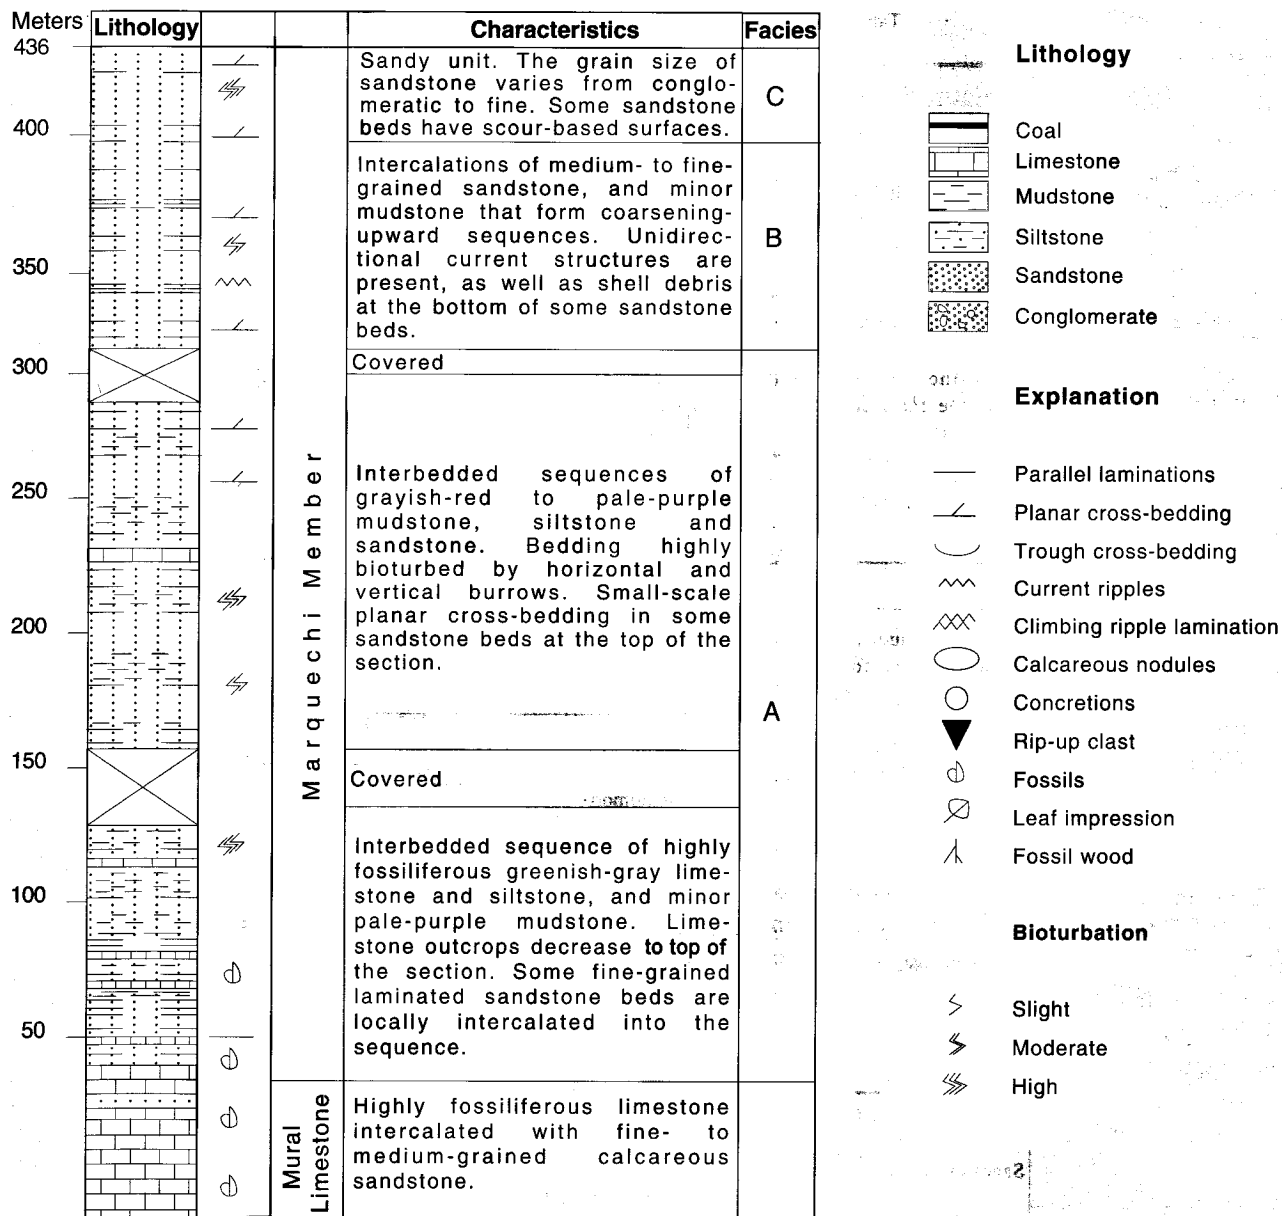 Meters
Lithology
Characteristics
Facies
436
400
350
300
250
200
150
100
50
Marquechi Member
Mural
Limestone
Sandy unit. The grain size of
sandstone varies from conglo-
meratic to fine. Some sandstone
beds have scour-based surfaces.
C
Intercalations of medium- to fine-
grained sandstone, and minor
mudstone that form coarsening-
upward sequences. Unidirec-
tional current structures are
present, as well as shell debris
at the bottom of some sandstone
beds.
B
Covered
Interbedded sequences of
grayish-red to pale-purple
mudstone, siltstone and
sandstone. Bedding highly
bioturbed by horizontal and
vertical burrows. Small-scale
planar cross-bedding in some
sandstone beds at the top of the
section.
A
Covered
Interbedded sequence of highly
fossiliferous greenish-gray lime-
stone and siltstone, and minor
pale-purple mudstone. Lime-
stone outcrops decrease to top of
the section. Some fine-grained
laminated sandstone beds are
locally intercalated into the
sequence.
Highly fossiliferous limestone
intercalated with fine- to
medium-grained calcareous
sandstone.
Lithology
Coal
Limestone
Mudstone
Siltstone
Sandstone
Conglomerate
Explanation
Parallel laminations
Planar cross-bedding
Trough cross-bedding
Current ripples
Climbing ripple lamination
Calcareous nodules
Concretions
Rip-up clast
Fossils
Leaf impression
Fossil wood
Bioturbation
Slight
Moderate
High